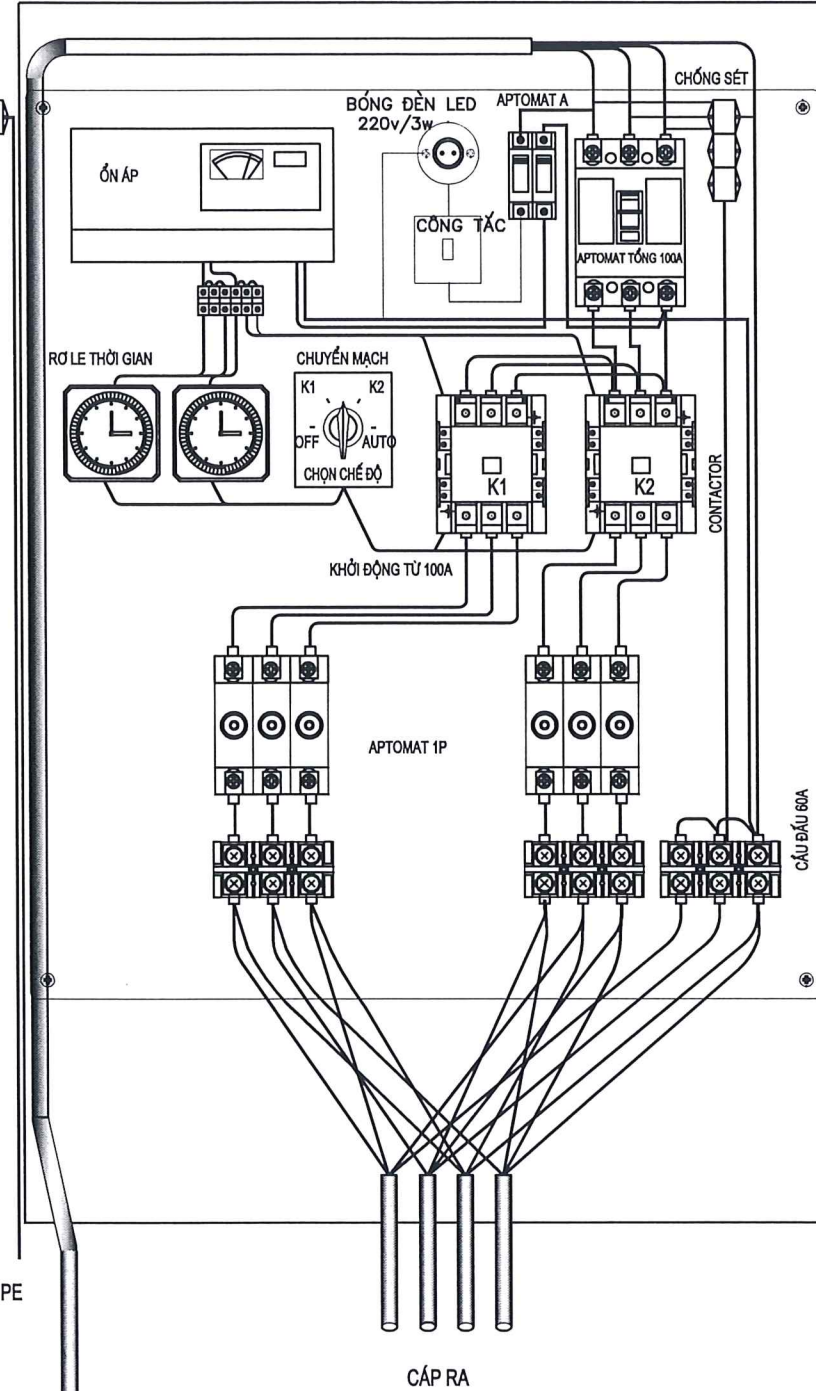 CHỐNG SÉT
BÓNG ĐÈN LED
220v/3w
APTOMAT A
ỔN ÁP
CÔNG TẮC
APTOMAT TỔNG 100A
RƠ LE THỜI GIAN
CHUYỂN MẠCH
K1 K2
OFF AUTO
CHỌN CHẾ ĐỘ
K1
K2
CONTACTOR
KHỞI ĐỘNG TỪ 100A
APTOMAT 1P
CẦU ĐẤU 60A
PE
CÁP RA